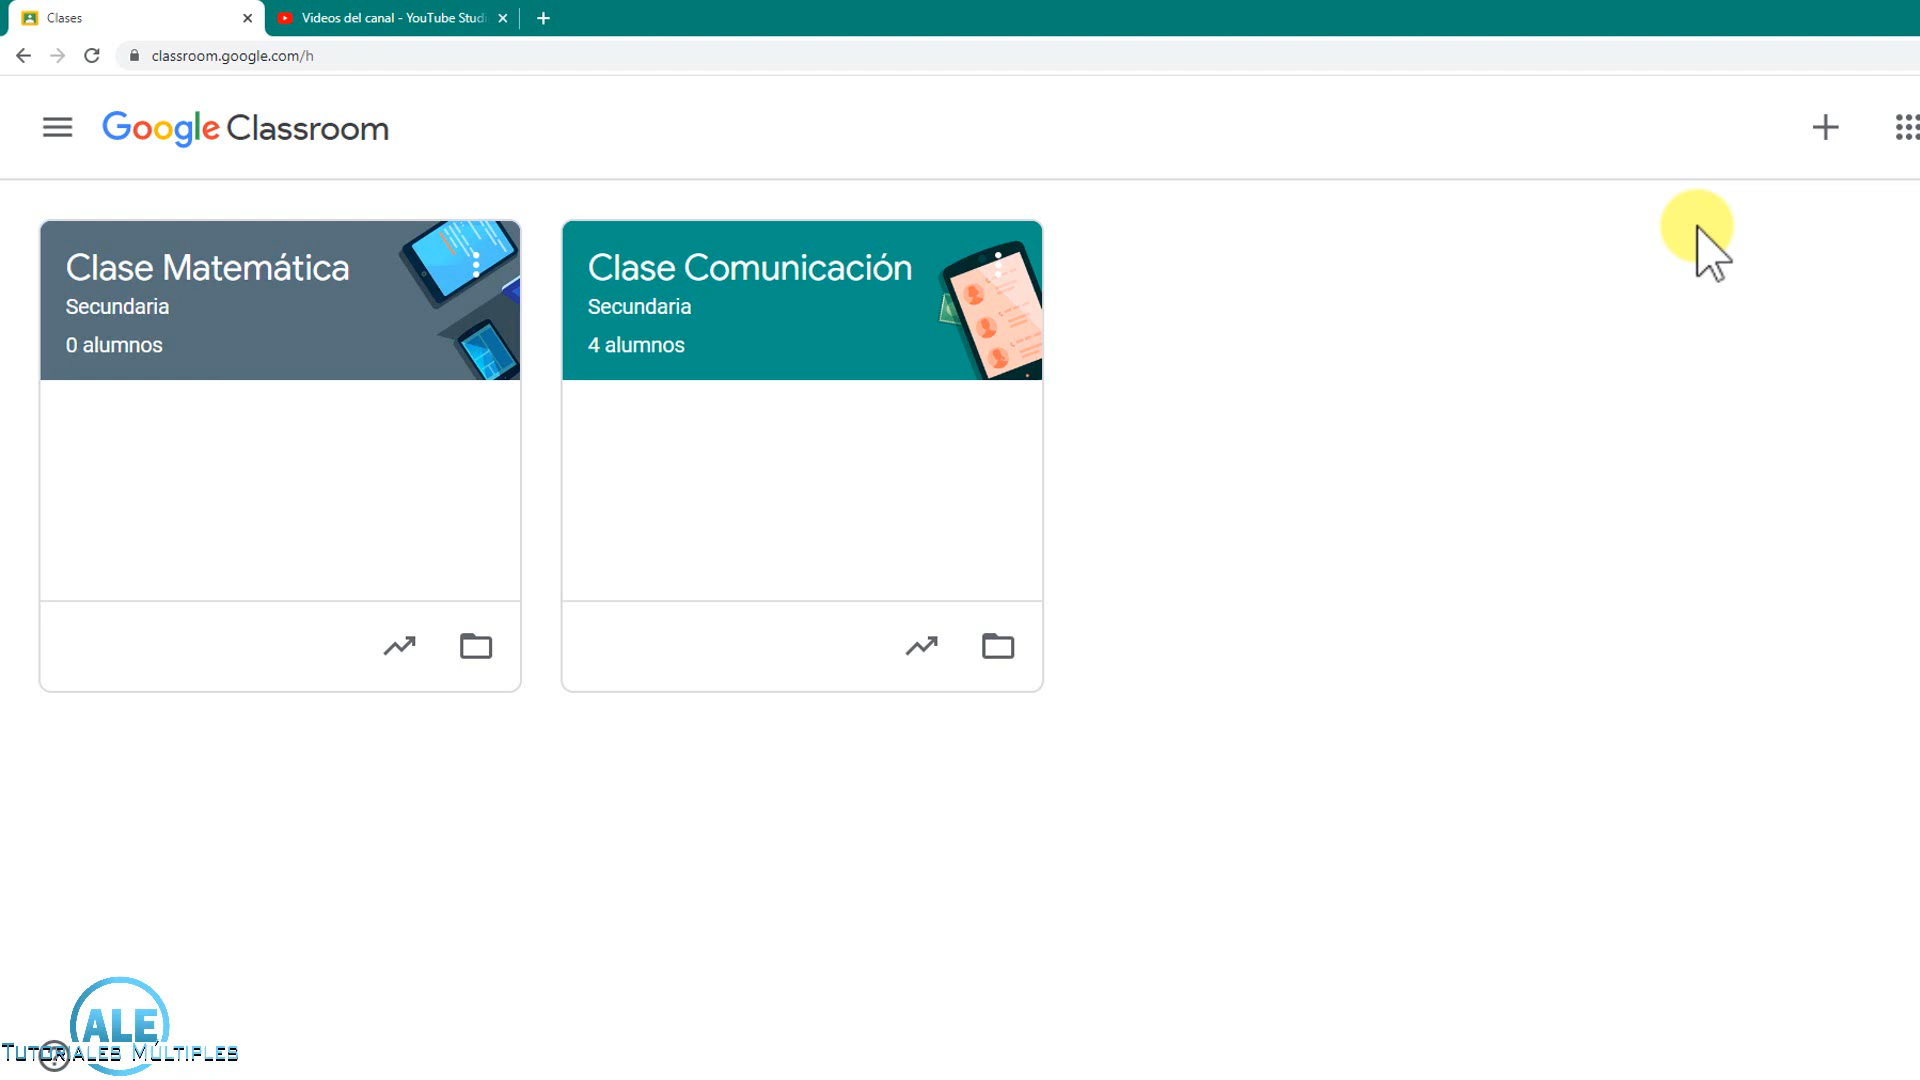 Clases
Videos del canal - YouTube Studi
classroom.google.com/h
Google Classroom
Clase Matemática
Secundaria
0 alumnos
Clase Comunicación
Secundaria
4 alumnos
ALE
TUTORIALES MÚLTIPLES